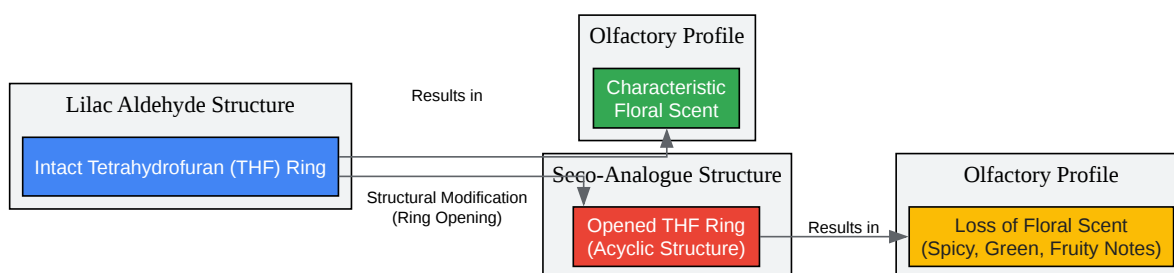 Lilac Aldehyde Structure
Intact Tetrahydrofuran (THF) Ring
Results in
Structural Modification
(Ring Opening)
Olfactory Profile
Characteristic
Floral Scent
Seco-Analogue Structure
Opened THF Ring
(Acyclic Structure)
Results in
Olfactory Profile
Loss of Floral Scent
(Spicy, Green, Fruity Notes)